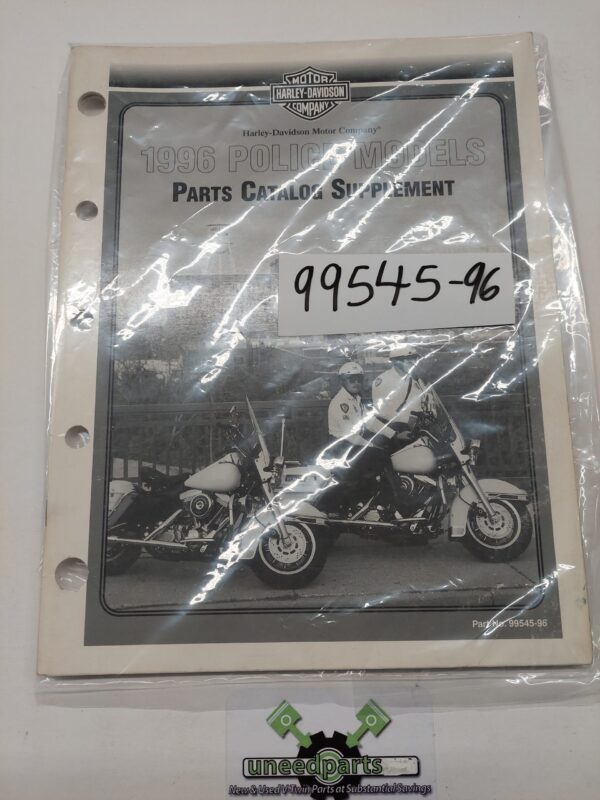 MOTOR
HARLEY-DAVIDSON
COMPANY
Harley-Davidson Motor Company®
1996 POLICE MODELS
PARTS CATALOG SUPPLEMENT
99545-96
Part No. 99545-96
uneedparts
New & Used V-Twin Parts at Substantial Savings